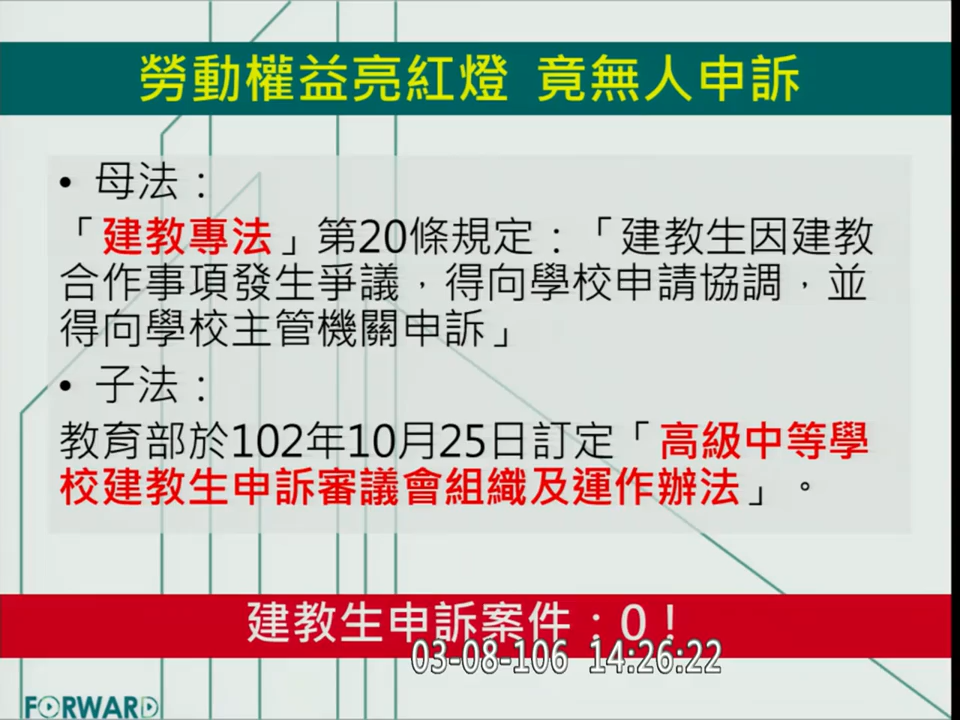 勞動權益亮紅燈 竟無人申訴
• 母法：
「建教專法」第20條規定：「建教生因建教
合作事項發生爭議，得向學校申請協調，並
得向學校主管機關申訴」
• 子法：
教育部於102年10月25日訂定「高級中等學
校建教生申訴審議會組織及運作辦法」。
建教生申訴案件：0！
03-08-106 14:26:22
FORWARD